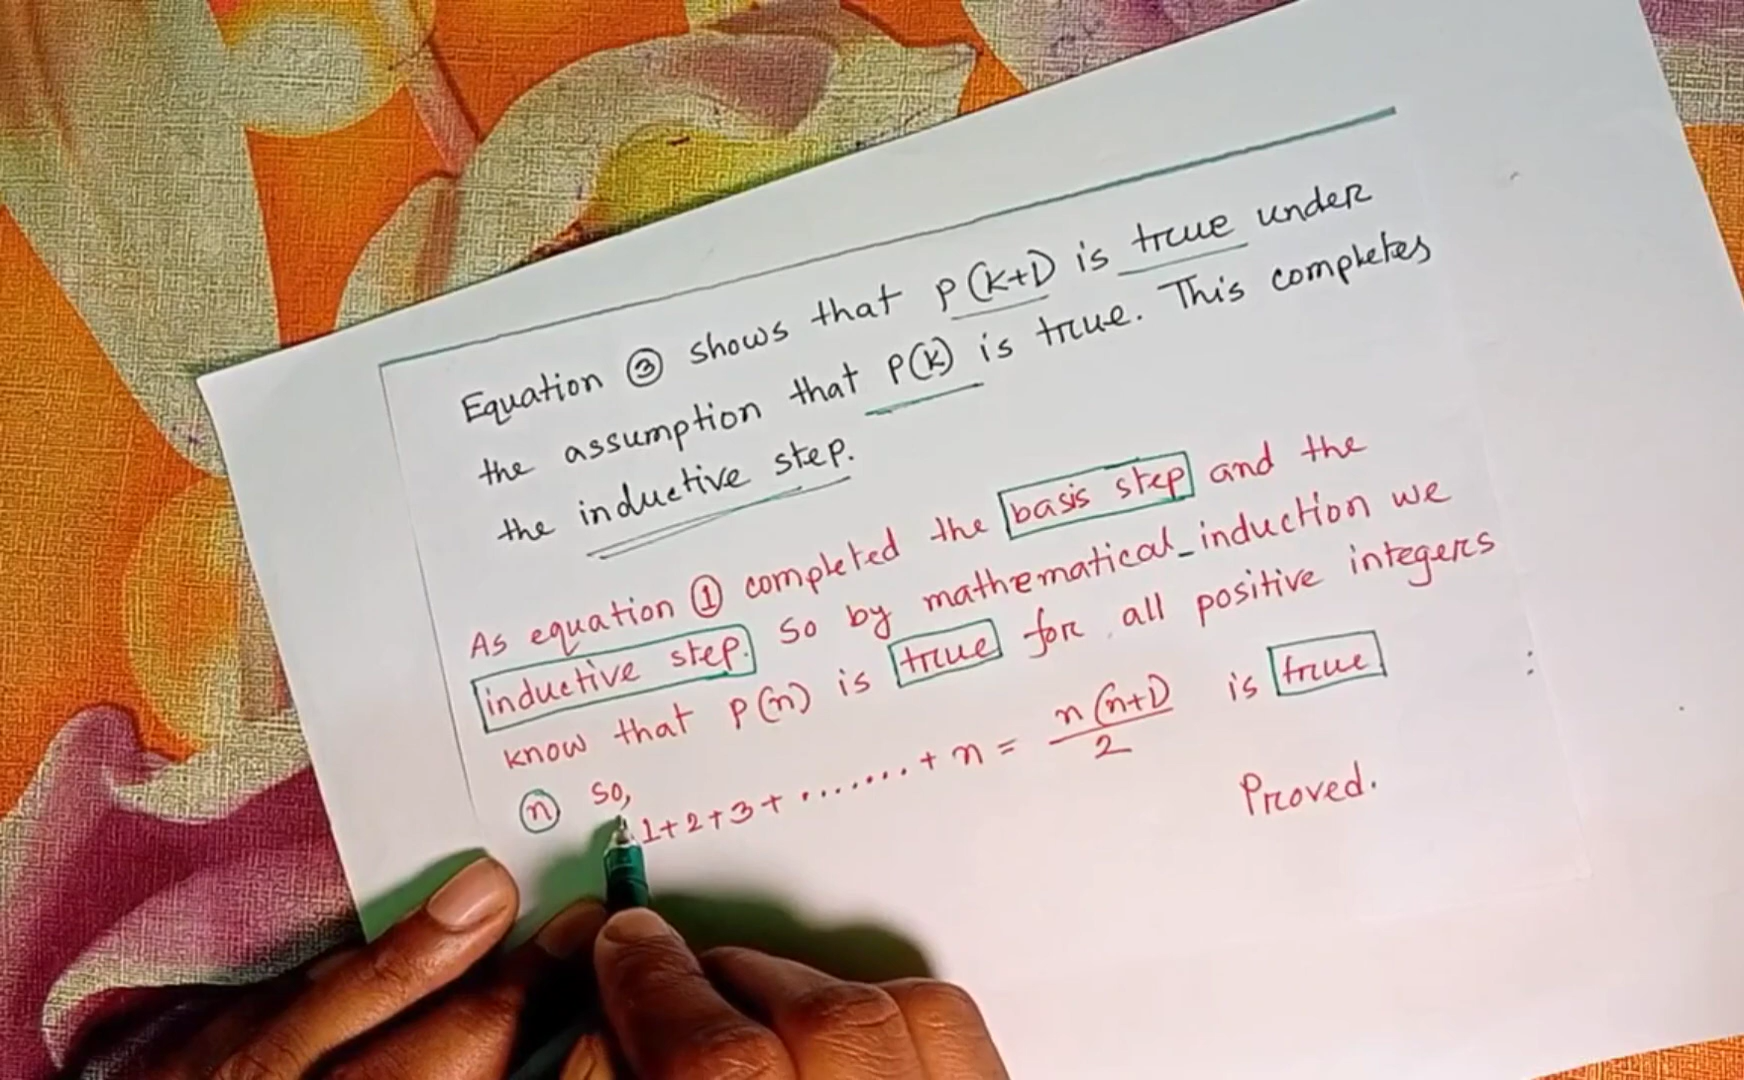 Equation ③ shows that P(K+1) is true under
the assumption that P(K) is true. This completes
the inductive step.
As equation ① completed the basis step and the
inductive step. So by mathematical_induction we
know that P(n) is true for all positive integers
n So,
1+2+3+.......+n = n(n+1)/2 is true
Proved.